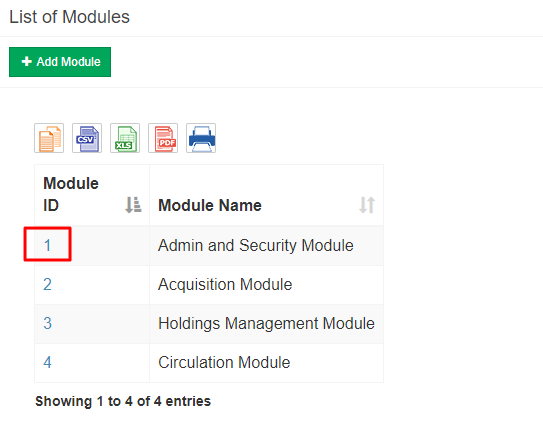 List of Modules
Add Module
CSV
XLS
PDF
Module
ID
Module Name
1
Admin and Security Module
2
Acquisition Module
3
Holdings Management Module
4
Circulation Module
Showing 1 to 4 of 4 entries